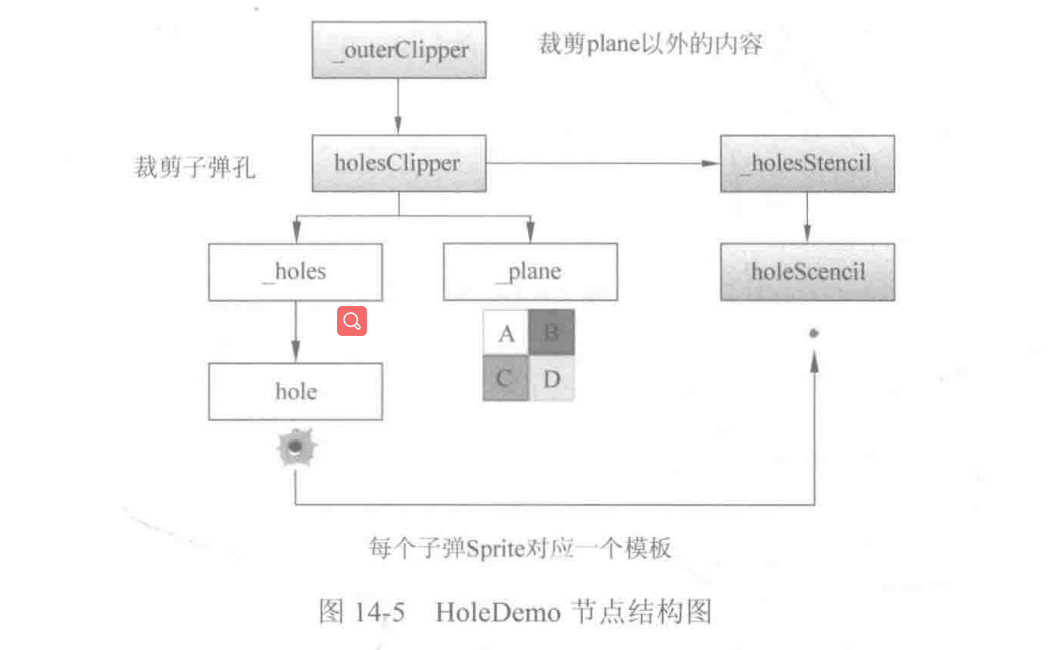 _outerClipper
裁剪plane以外的内容
裁剪子弹孔
holesClipper
_holesStencil
_holes
_plane
holeScencil
A
B
C
D
hole
每个子弹Sprite对应一个模板
图 14-5 HoleDemo 节点结构图